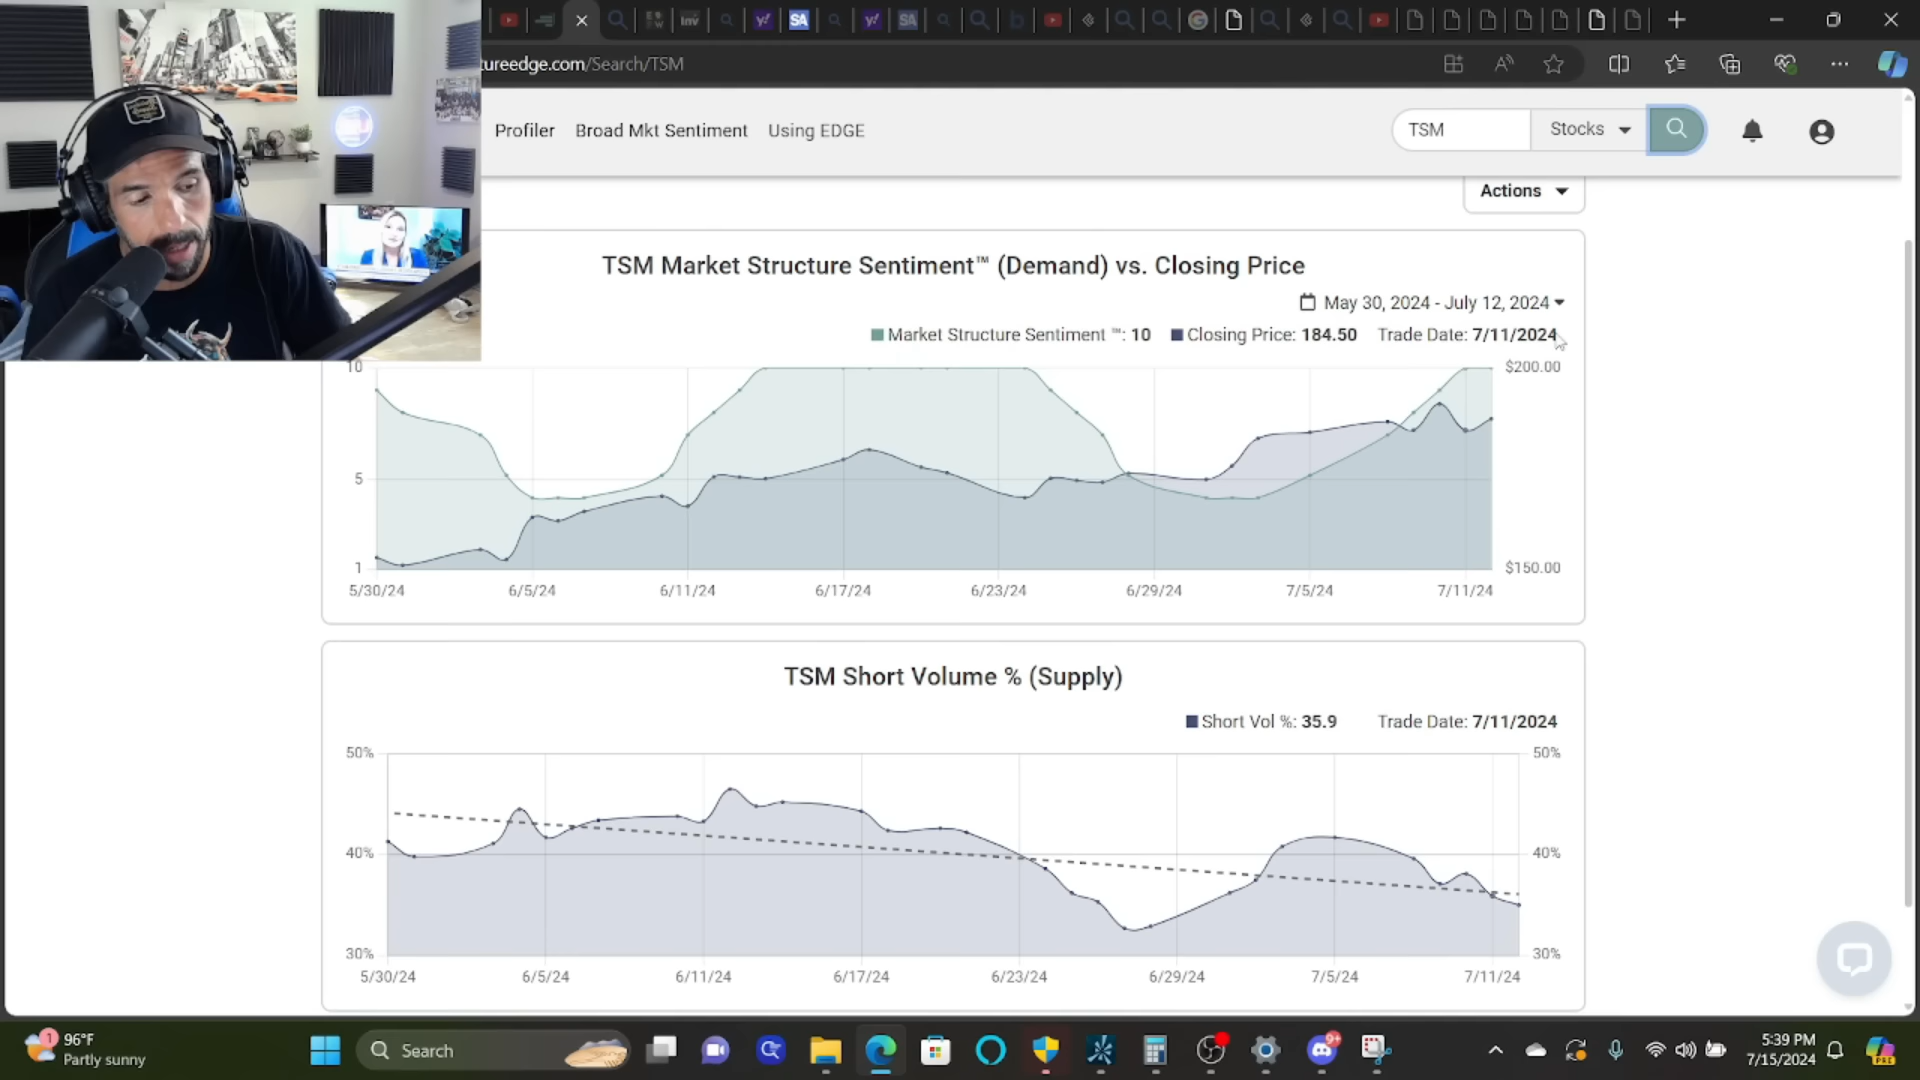 y!
SA
inv
y!
SA
b
G
ureedge.com/Search/TSM
Profiler
Broad Mkt Sentiment
Using EDGE
TSM
Stocks
Actions
TSM Market Structure Sentiment™ (Demand) vs. Closing Price
May 30, 2024 - July 12, 2024
Market Structure Sentiment ™: 10
Closing Price: 184.50
Trade Date: 7/11/2024
10
$200.00
5
1
$150.00
5/30/24
6/5/24
6/11/24
6/17/24
6/23/24
6/29/24
7/5/24
7/11/24
TSM Short Volume % (Supply)
Short Vol %: 35.9
Trade Date: 7/11/2024
50%
50%
40%
40%
30%
30%
5/30/24
6/5/24
6/11/24
6/17/24
6/23/24
6/29/24
7/5/24
7/11/24
1
96°F
Partly sunny
Search
9+
5:39 PM
7/15/2024
PRE